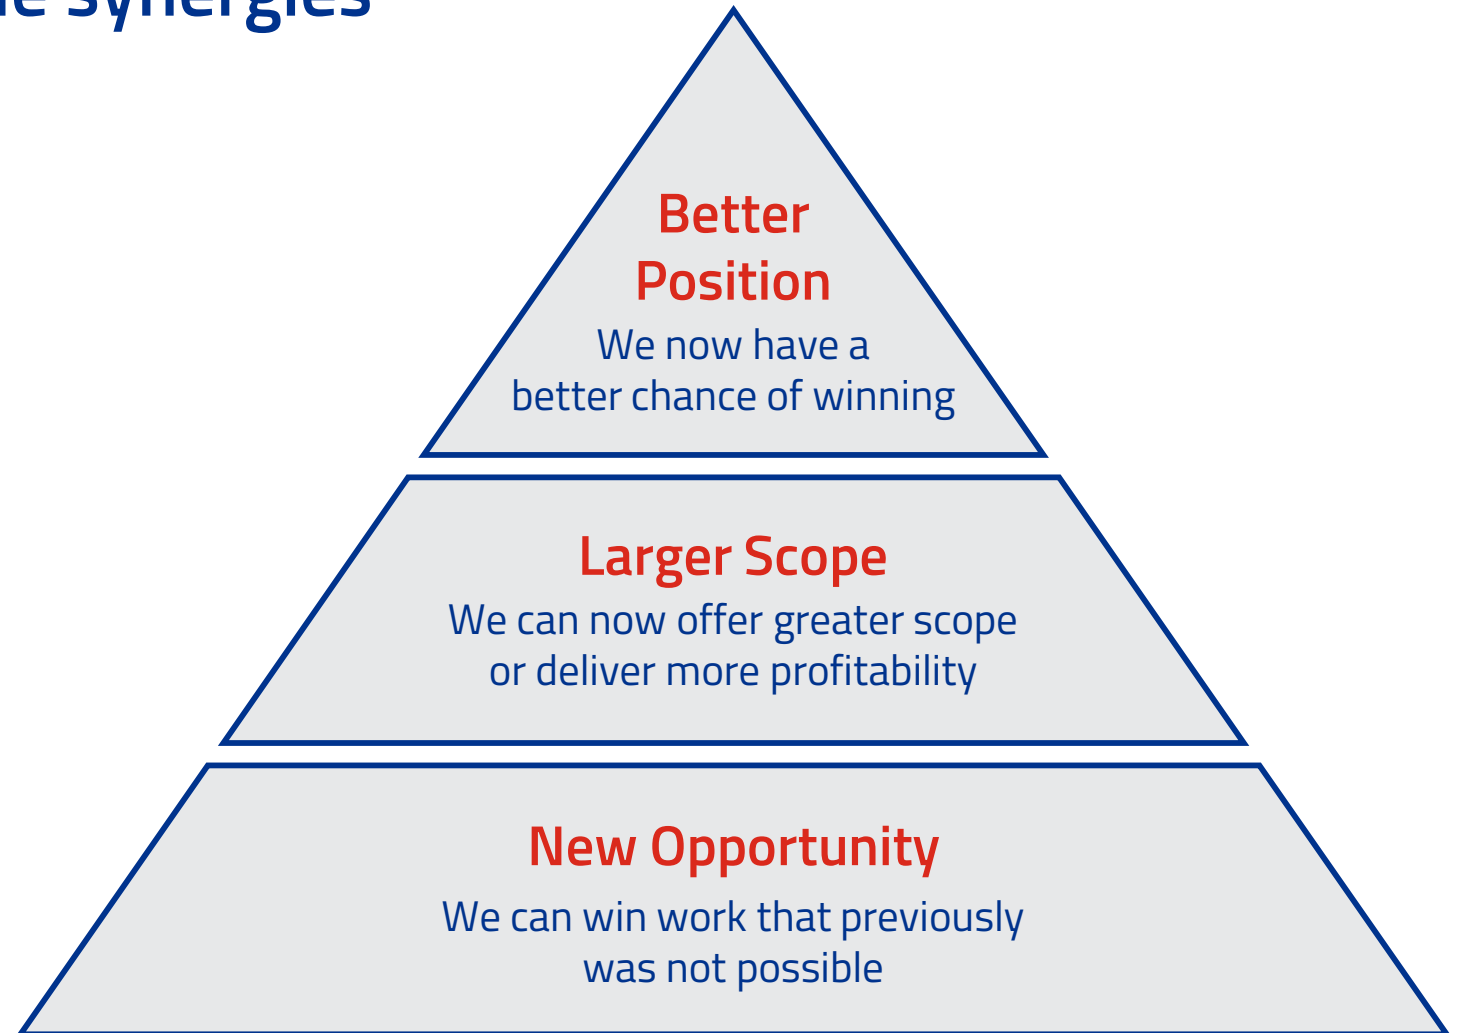 synergies
Better
Position
We now have a
better chance of winning
Larger Scope
We can now offer greater scope
or deliver more profitability
New Opportunity
We can win work that previously
was not possible